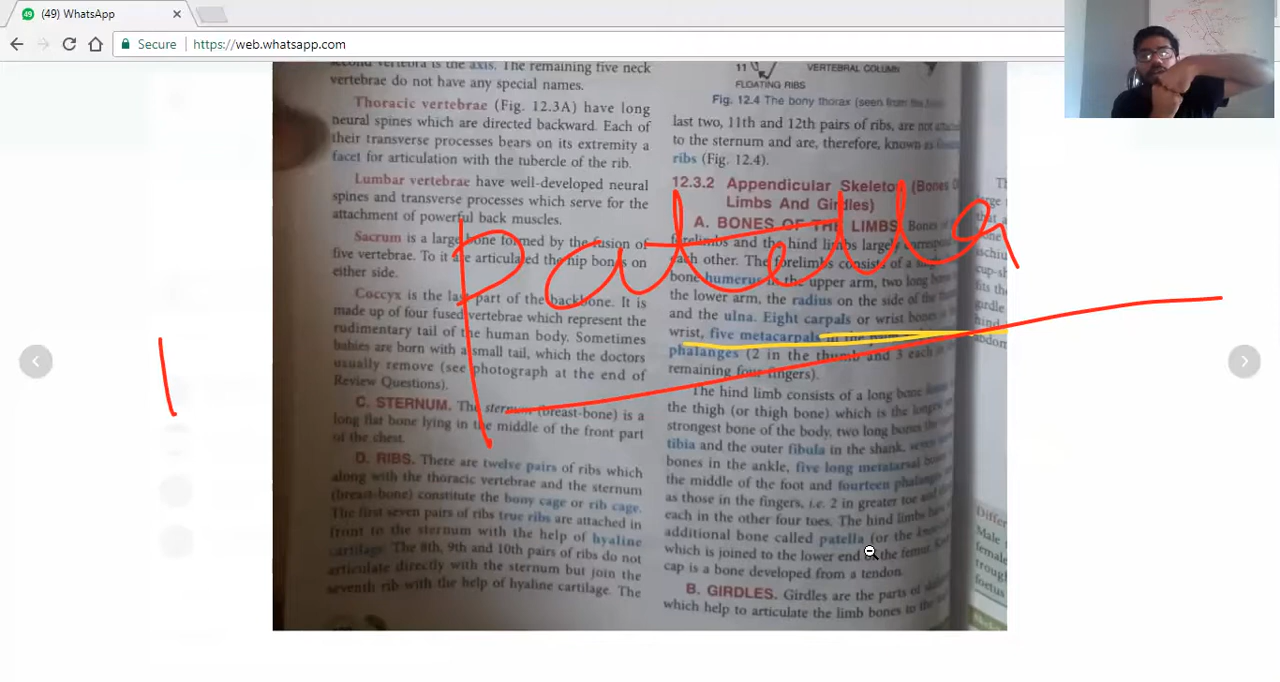 (49) WhatsApp
Secure
https://web.whatsapp.com
second vertebra is the axis. The remaining five neck
vertebrae do not have any special names.
Thoracic vertebrae (Fig. 12.3A) have long
neural spines which are directed backward. Each of
their transverse processes bears on its extremity a
facet for articulation with the tubercle of the rib.
Lumbar vertebrae have well-developed neural
spines and transverse processes which serve for the
attachment of powerful back muscles.
Sacrum is a large bone formed by the fusion of
five vertebrae. To it are articulated the hip bones on
either side.
Coccyx is the last part of the backbone. It is
made up of four fused vertebrae which represent the
rudimentary tail of the human body. Sometimes
babies are born with a small tail, which the doctors
usually remove (see photograph at the end of
Review Questions).
C. STERNUM. The sternum (breast-bone) is a
long flat bone lying in the middle of the front part
of the chest.
D. RIBS. There are twelve pairs of ribs which
along with the thoracic vertebrae and the sternum
(breast-bone) constitute the bony cage or rib cage.
The first seven pairs of ribs true ribs are attached in
front to the sternum with the help of hyaline
cartilage. The 8th, 9th and 10th pairs of ribs do not
articulate directly with the sternum but join the
seventh rib with the help of hyaline cartilage. The
11
VERTEBRAL COLUMN
FLOATING RIBS
Fig. 12.4 The bony thorax (seen from the
last two, 11th and 12th pairs of ribs, are not
to the sternum and are, therefore, known as
ribs (Fig. 12.4).
12.3.2 Appendicular Skeleton (Bones
Limbs And Girdles)
A. BONES OF THE LIMBS. Bones
forelimbs and the hind limbs
each other. The forelimbs consists of a
bone humerus in the upper arm, two long
the lower arm, the radius on the side of the
and the ulna. Eight carpals or wrist bones
wrist, five metacarpals in the
phalanges (2 in the thumb and 3 each
remaining four fingers).
The hind limb consists of a long bone
the thigh (or thigh bone) which is the
strongest bone of the body, two long bones
tibia and the outer fibula in the shank,
bones in the ankle, five long metatarsal
the middle of the foot and fourteen phalanges
as those in the fingers, i.e. 2 in greater toe and
each in the other four toes. The hind limbs
additional bone called patella (or the
which is joined to the lower end of the femur.
cap is a bone developed from a tendon.
B. GIRDLES. Girdles are the parts of
which help to articulate the limb bones to the
Patella